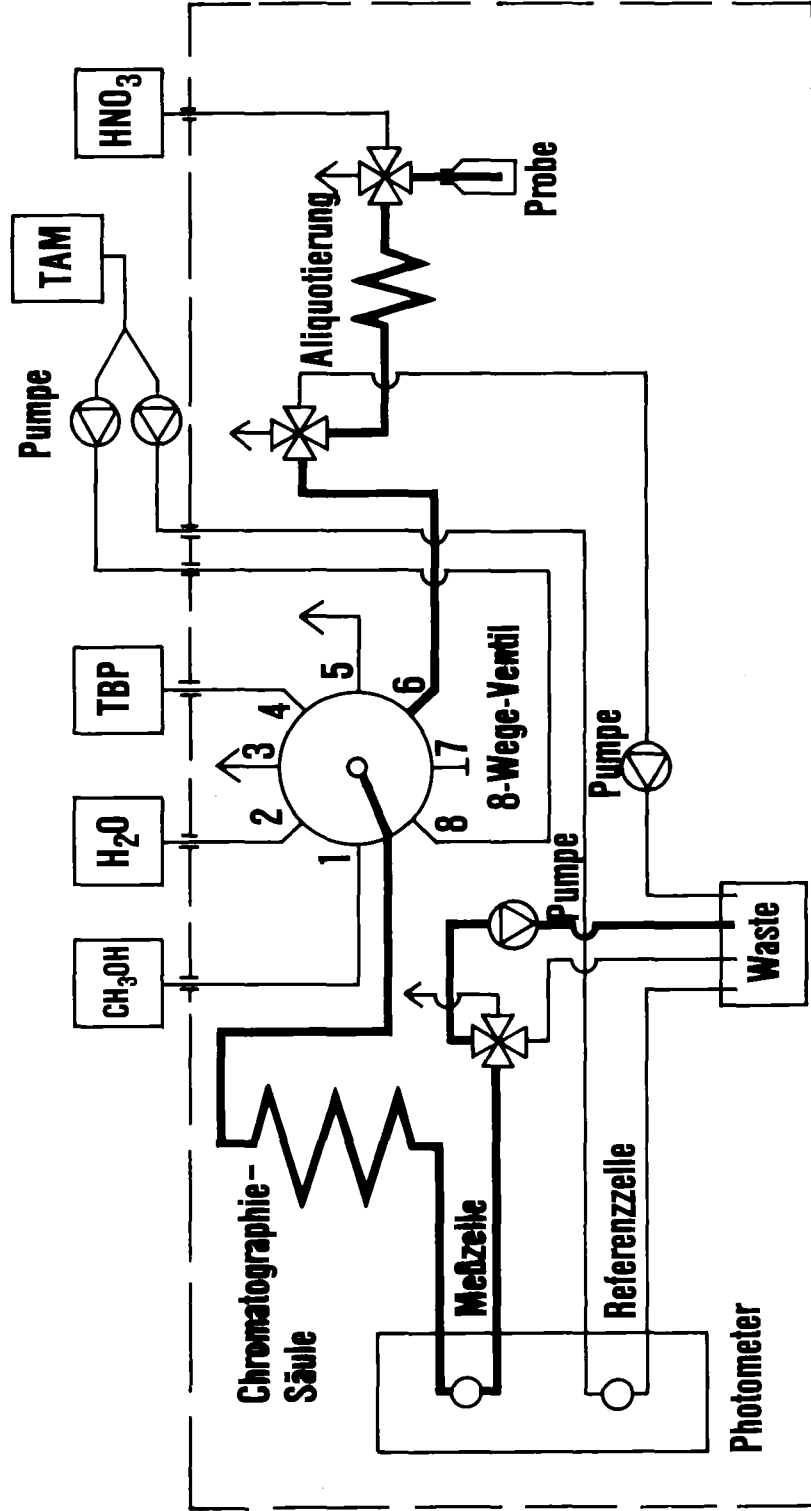 CH₃OH
H₂O
TBP
Pumpe
TAM
HNO₃
1
2
3
4
5
6
7
8
8-Wege-Ventil
Aliquotierung
Probe
Chromatographie-
Säule
Meßzelle
Referenzzelle
Photometer
Pumpe
Pumpe
Waste